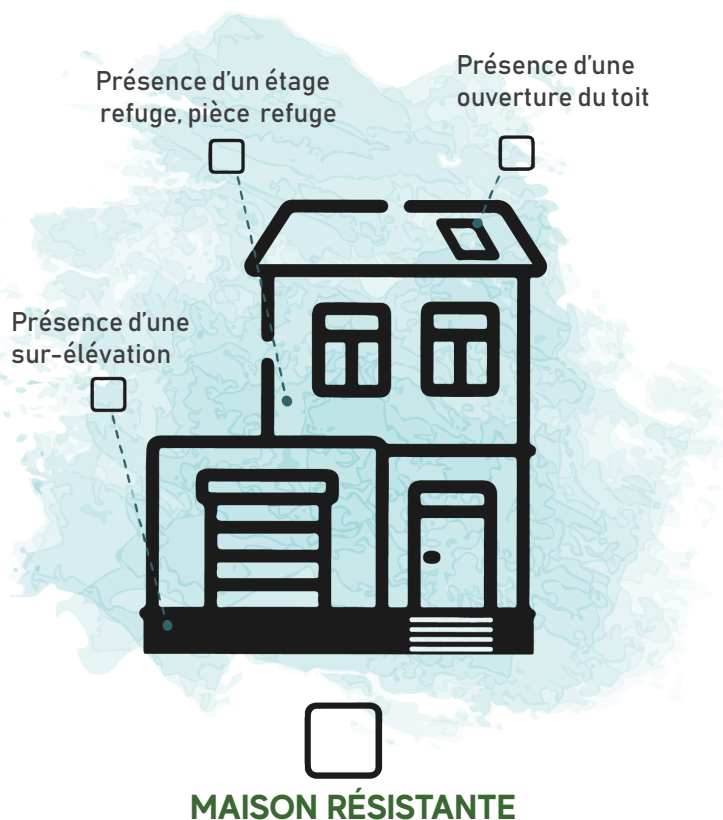 Présence d'un étage
refuge, pièce refuge
Présence d'une
ouverture du toit
Présence d'une
sur-élévation
MAISON RÉSISTANTE